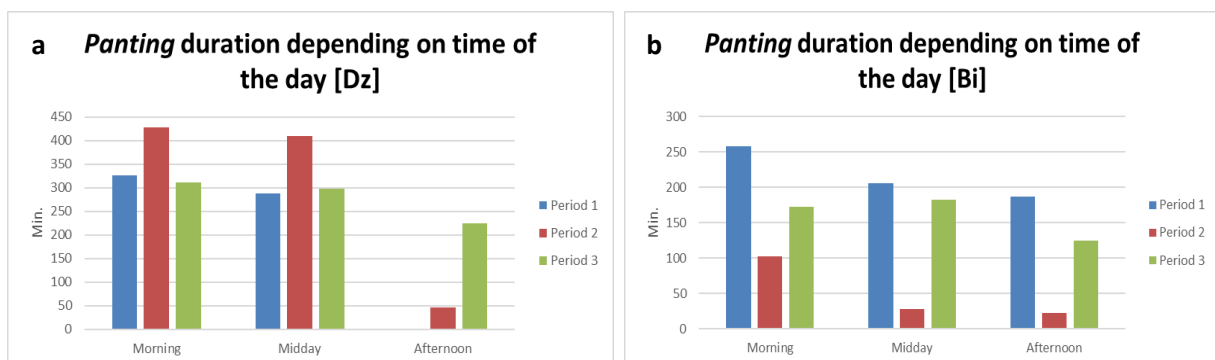 a
Panting duration depending on time of
the day [Dz]
450
400
350
300
250
200
150
100
50
0
Min.
Morning
Midday
Afternoon
Period 1
Period 2
Period 3
b
Panting duration depending on time of
the day [Bi]
300
250
200
150
100
50
0
Min.
Morning
Midday
Afternoon
Period 1
Period 2
Period 3